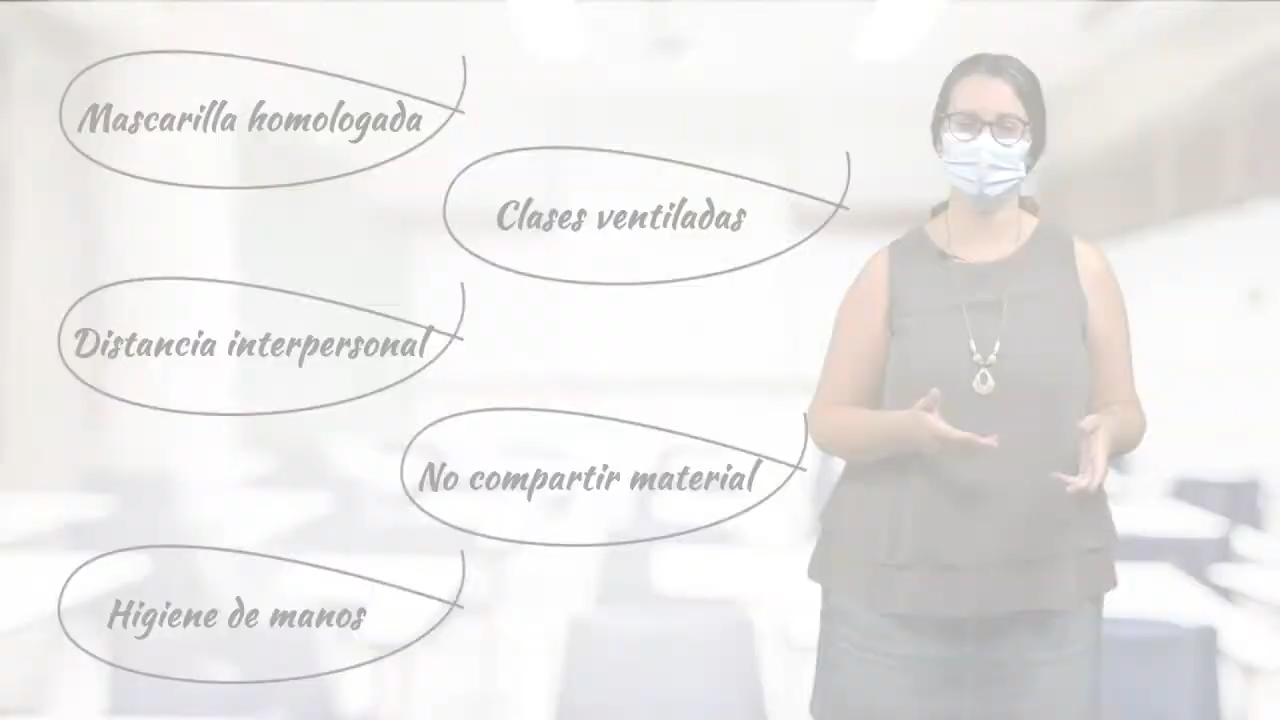 Mascarilla homologada
Clases ventiladas
Distancia interpersonal
No compartir material
Higiene de manos